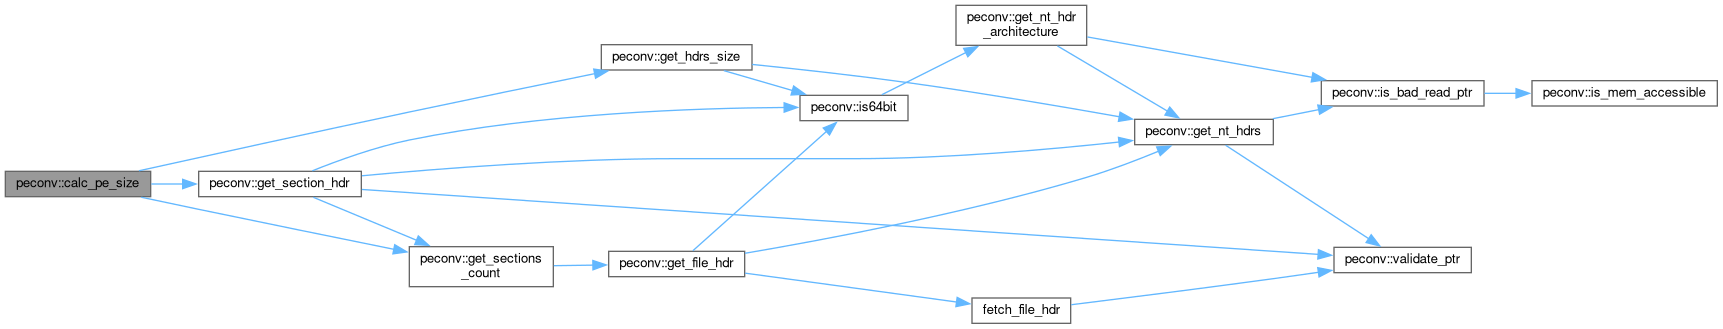 peconv::calc_pe_size
peconv::get_section_hdr
peconv::get_sections
_count
peconv::get_hdrs_size
peconv::get_file_hdr
peconv::is64bit
peconv::get_nt_hdr
_architecture
fetch_file_hdr
peconv::get_nt_hdrs
peconv::is_bad_read_ptr
peconv::validate_ptr
peconv::is_mem_accessible